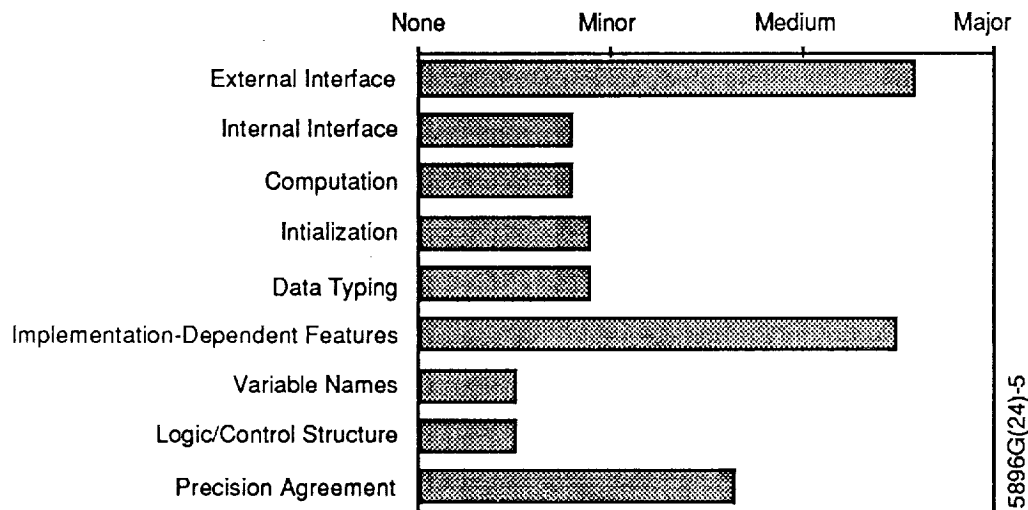 None Minor Medium Major
External Interface
Internal Interface
Computation
Intialization
Data Typing
Implementation-Dependent Features
Variable Names
Logic/Control Structure
Precision Agreement
5896G(24)-5